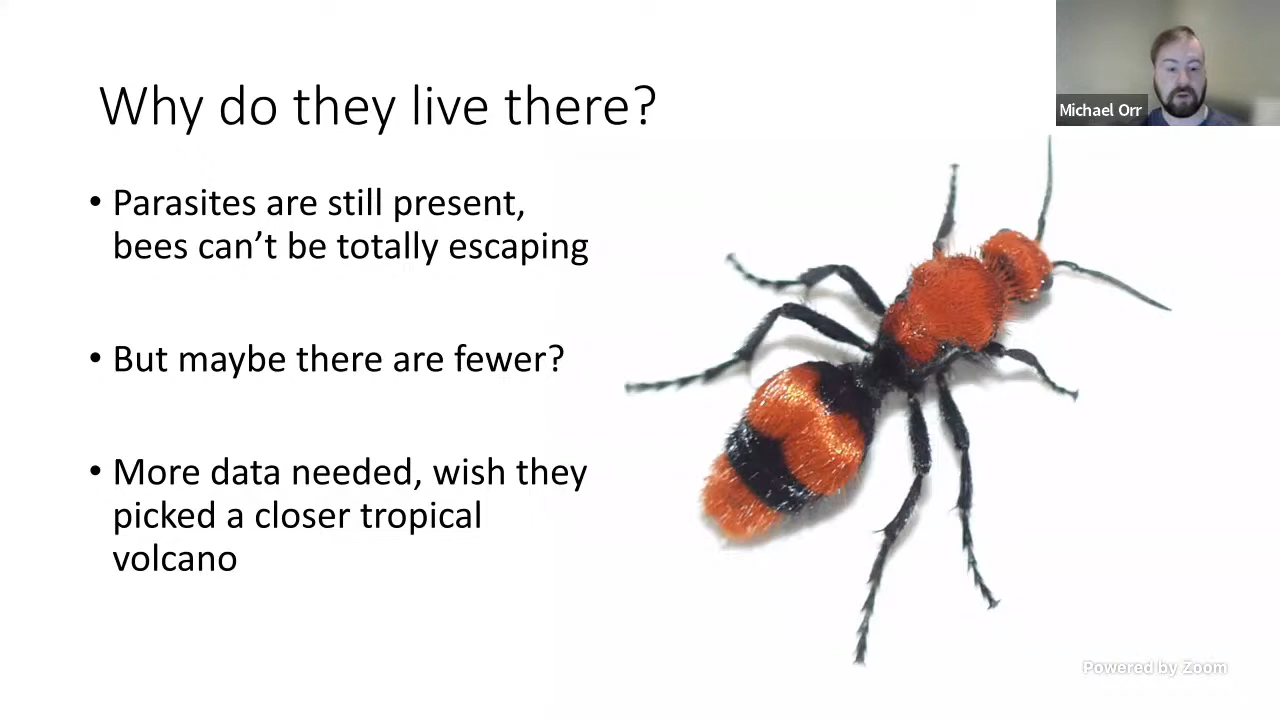 Why do they live there?
Michael Orr
• Parasites are still present,
bees can’t be totally escaping
• But maybe there are fewer?
• More data needed, wish they
picked a closer tropical
volcano
Powered by Zoom